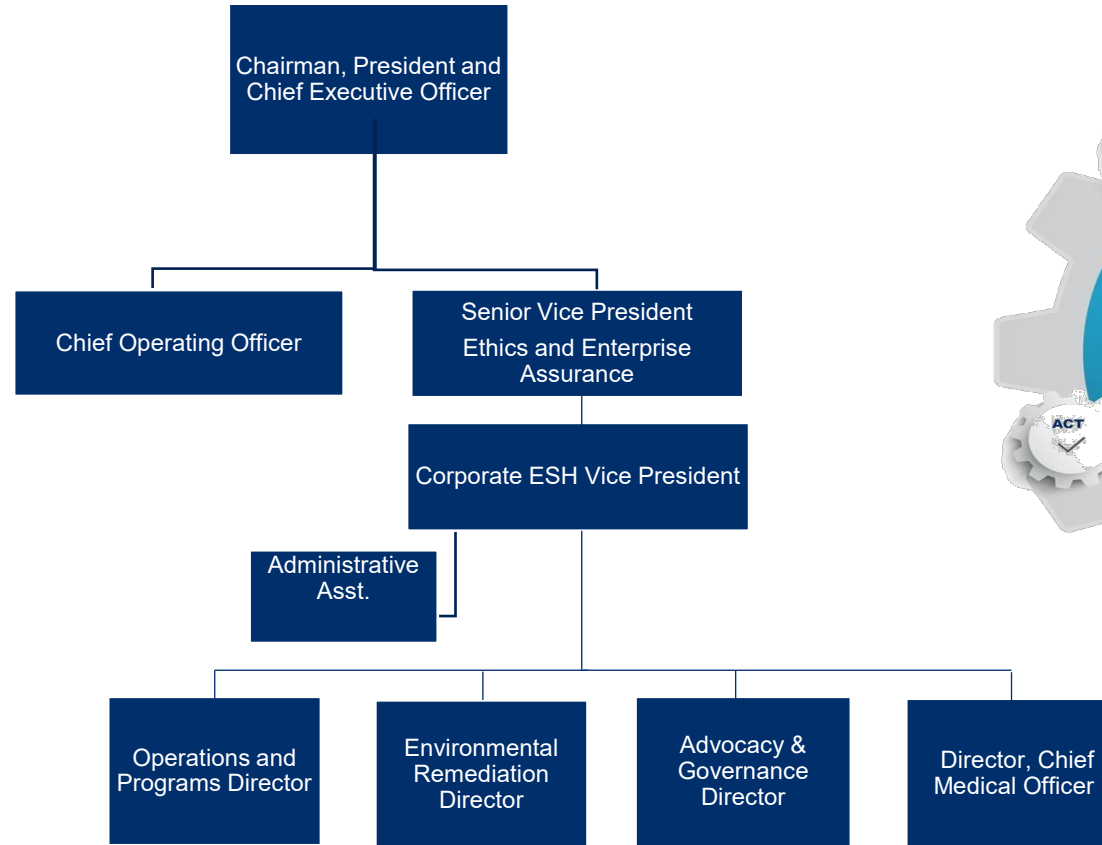 Chairman, President and
Chief Executive Officer
Chief Operating Officer
Senior Vice President
Ethics and Enterprise
Assurance
Corporate ESH Vice President
Administrative
Asst.
Operations and
Programs Director
Environmental
Remediation
Director
Advocacy &
Governance
Director
Director, Chief
Medical Officer
ACT